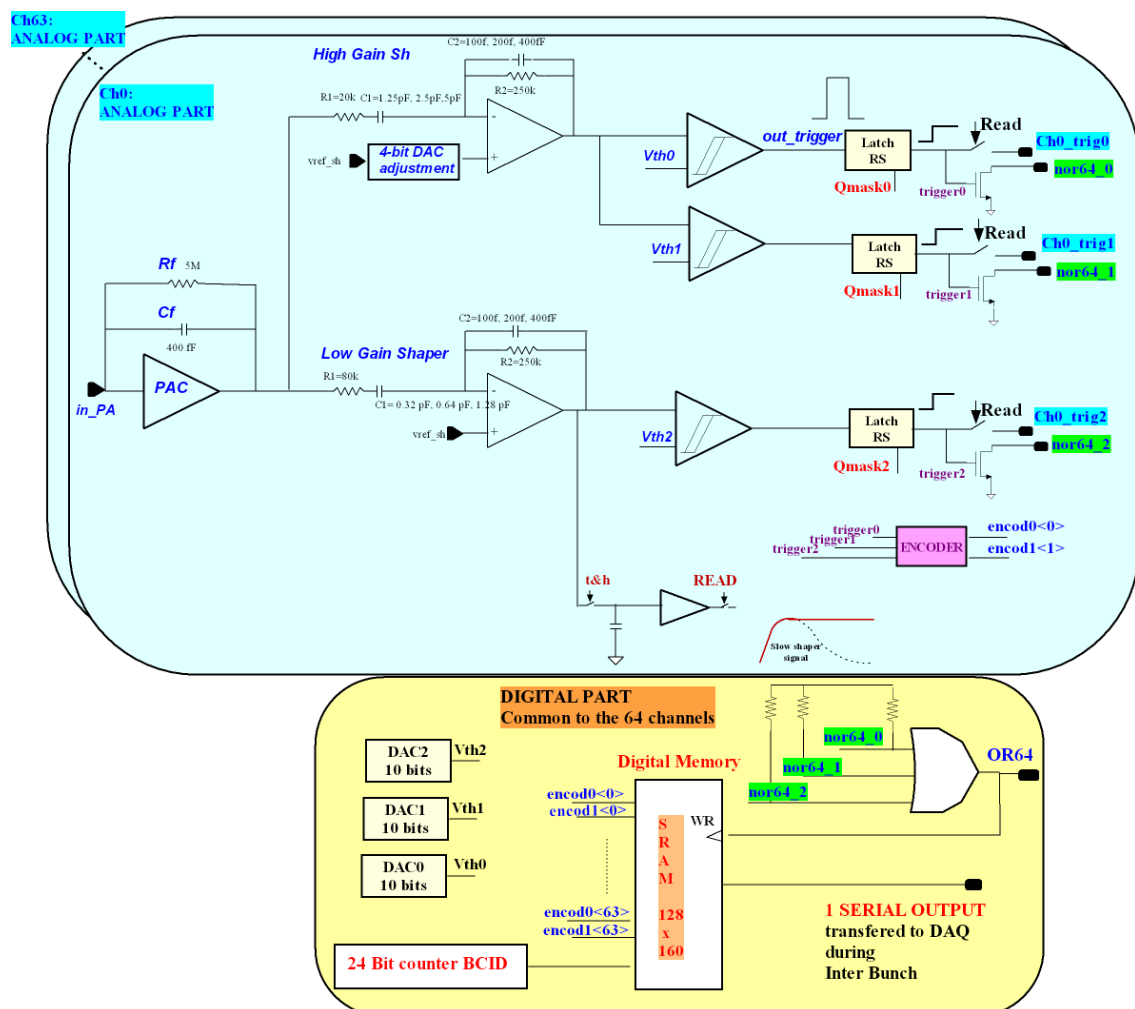 Ch63:
ANALOG PART
Ch0:
ANALOG PART
High Gain Sh
C2=100f, 200f, 400fF
R2=250k
R1=20k
C1=1.25pF, 2.5pF,5pF
-
+
vref_sh
4-bit DAC
adjustment
Vth0
out_trigger
Latch
RS
Qmask0
Read
Ch0_trig0
nor64_0
trigger0
Vth1
Latch
RS
Qmask1
Read
Ch0_trig1
nor64_1
trigger1
Rf 5M
Cf
400 fF
PAC
in_PA
Low Gain Shaper
C2=100f, 200f, 400fF
R2=250k
R1=80k
C1= 0.32 pF, 0.64 pF, 1.28 pF
-
+
vref_sh
Vth2
Latch
RS
Qmask2
Read
Ch0_trig2
nor64_2
trigger2
trigger0
trigger1
trigger2
ENCODER
encod0<0>
encod1<1>
t&h
READ
Slow shaper
signal
DIGITAL PART
Common to the 64 channels
DAC2
10 bits
Vth2
DAC1
10 bits
Vth1
DAC0
10 bits
Vth0
Digital Memory
encod0<0>
encod1<0>
encod0<63>
encod1<63>
24 Bit counter BCID
WR
S
R
A
M
128
x
160
nor64_0
nor64_1
nor64_2
OR64
1 SERIAL OUTPUT
transfered to DAQ
during
Inter Bunch